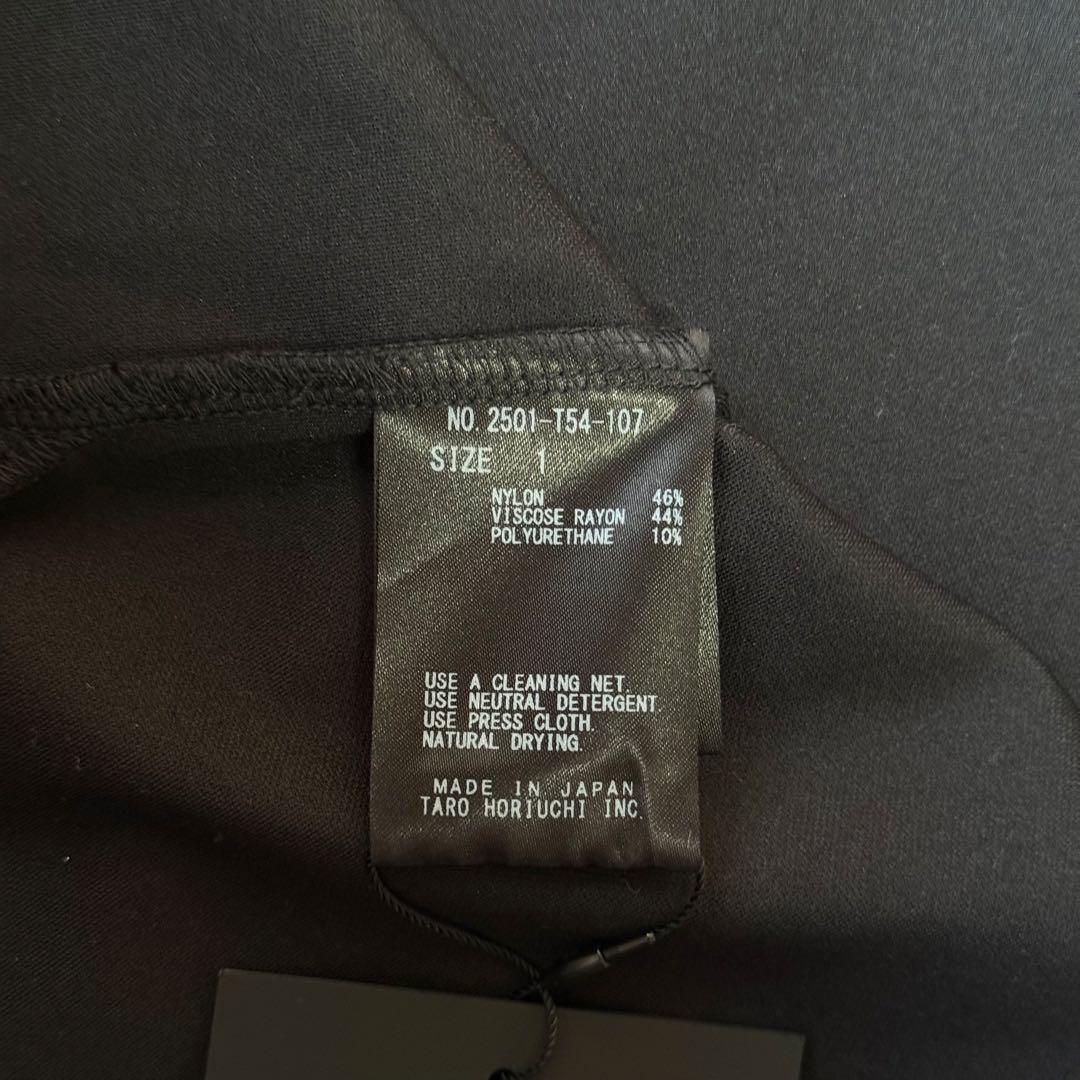 NO. 2501-T54-107
SIZE 1
NYLON 46%
VISCOSE RAYON 44%
POLYURETHANE 10%
USE A CLEANING NET.
USE NEUTRAL DETERGENT.
USE PRESS CLOTH.
NATURAL DRYING.
MADE IN JAPAN
TARO HORIUCHI INC.